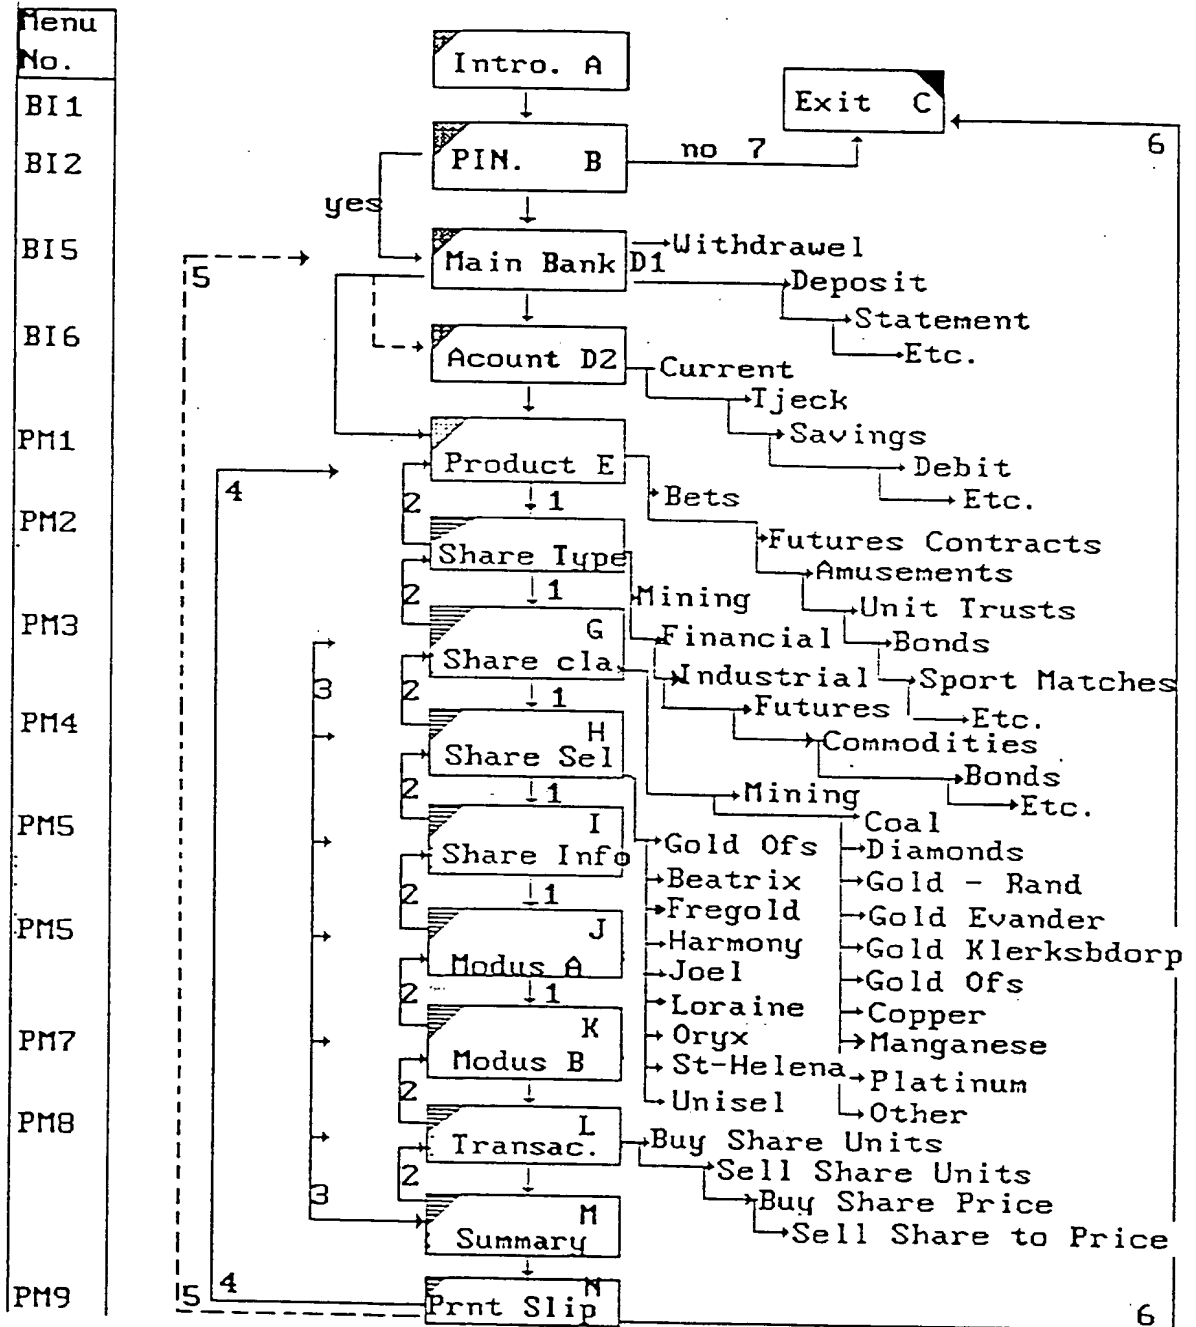 Menu
No.
BI1
BI2
BI5
BI6
PM1
PM2
PM3
PM4
PM5
PM5
PM7
PM8
PM9
Intro. A
Exit C
PIN. B
no 7
6
yes
Main Bank D1
Withdrawel
Deposit
Statement
Etc.
5
Acount D2
Current
Tjeck
Savings
Debit
Etc.
Product E
4
2
1
Bets
Futures Contracts
Amusements
Unit Trusts
Bonds
Sport Matches
Etc.
Share Type
2
1
Mining
Financial
Industrial
Futures
Commodities
Bonds
Etc.
G
Share cla.
3
2
1
Mining
Coal
Diamonds
Gold - Rand
Gold Evander
Gold Klerksbdorp
Gold Ofs
Copper
Manganese
Platinum
Other
H
Share Sel
2
1
Gold Ofs
Beatrix
Fregold
Harmony
Joel
Loraine
Oryx
St-Helena
Unisel
I
Share Info
2
1
J
Modus A
2
1
K
Modus B
2
L
Transac.
Buy Share Units
Sell Share Units
Buy Share Price
Sell Share to Price
2
3
M
Summary
N
Prnt Slip
4
5
6